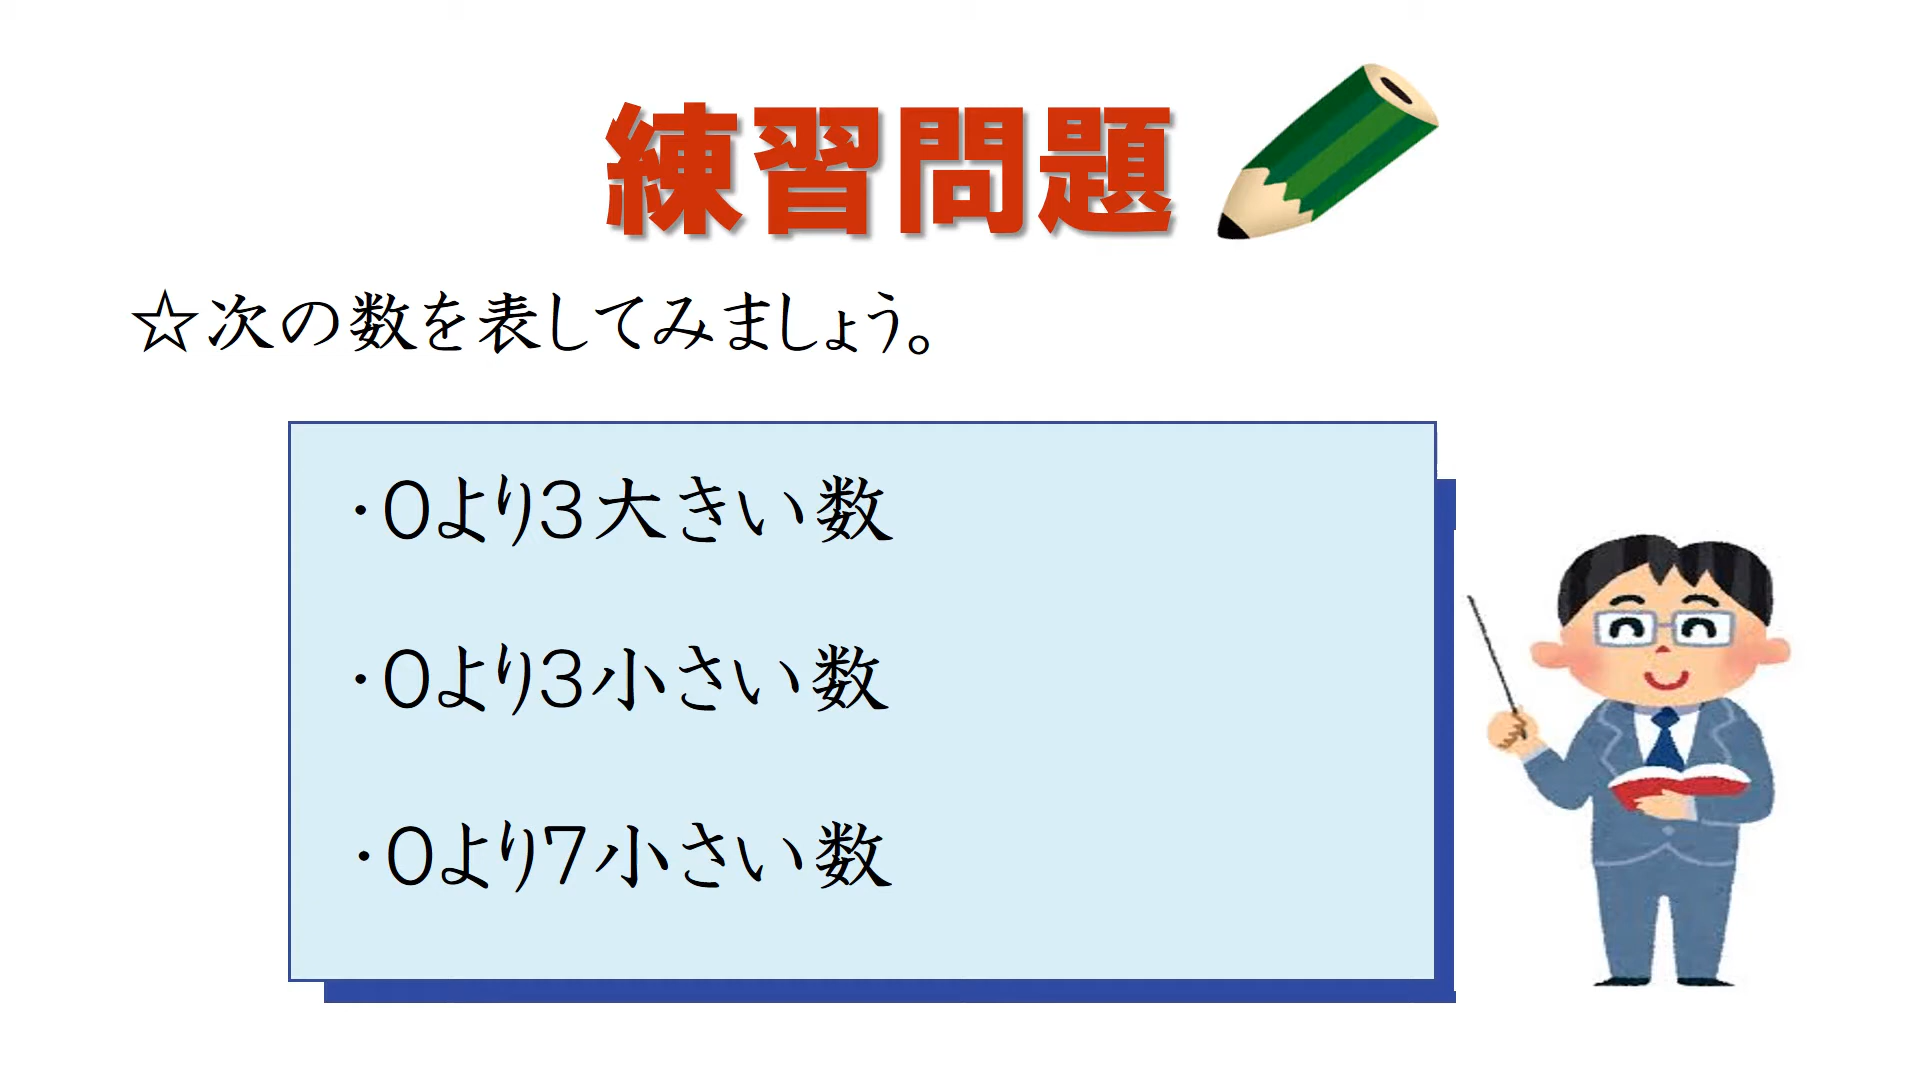 練習問題
☆次の数を表してみましょう。
・0より3大きい数
・0より3小さい数
・0より7小さい数